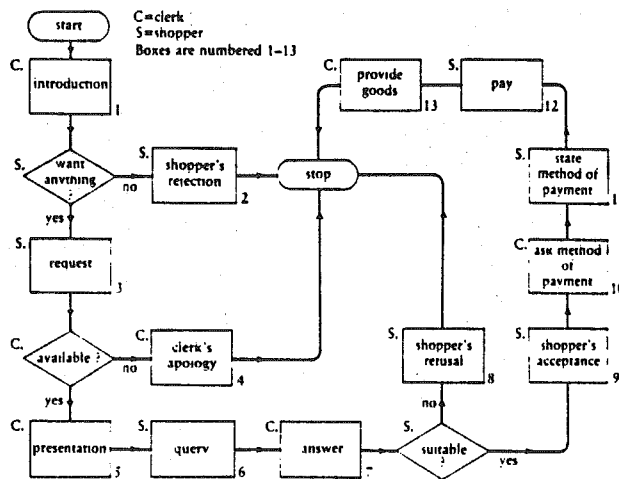 C=clerk
S=shopper
Boxes are numbered 1-13
start
C.
introduction
1
S.
want
anything
?
no
yes
S.
shopper's
rejection
2
stop
S.
request
3
C.
available ?
no
yes
C.
clerk's
apology
4
C.
presentation
5
S.
query
6
C.
answer
7
S.
suitable
?
no
yes
S.
shopper's
refusal
8
S.
shopper's
acceptance
9
C.
ask method
of
payment
10
S.
state
method of
payment
1
S.
pay
12
C.
provide
goods
13